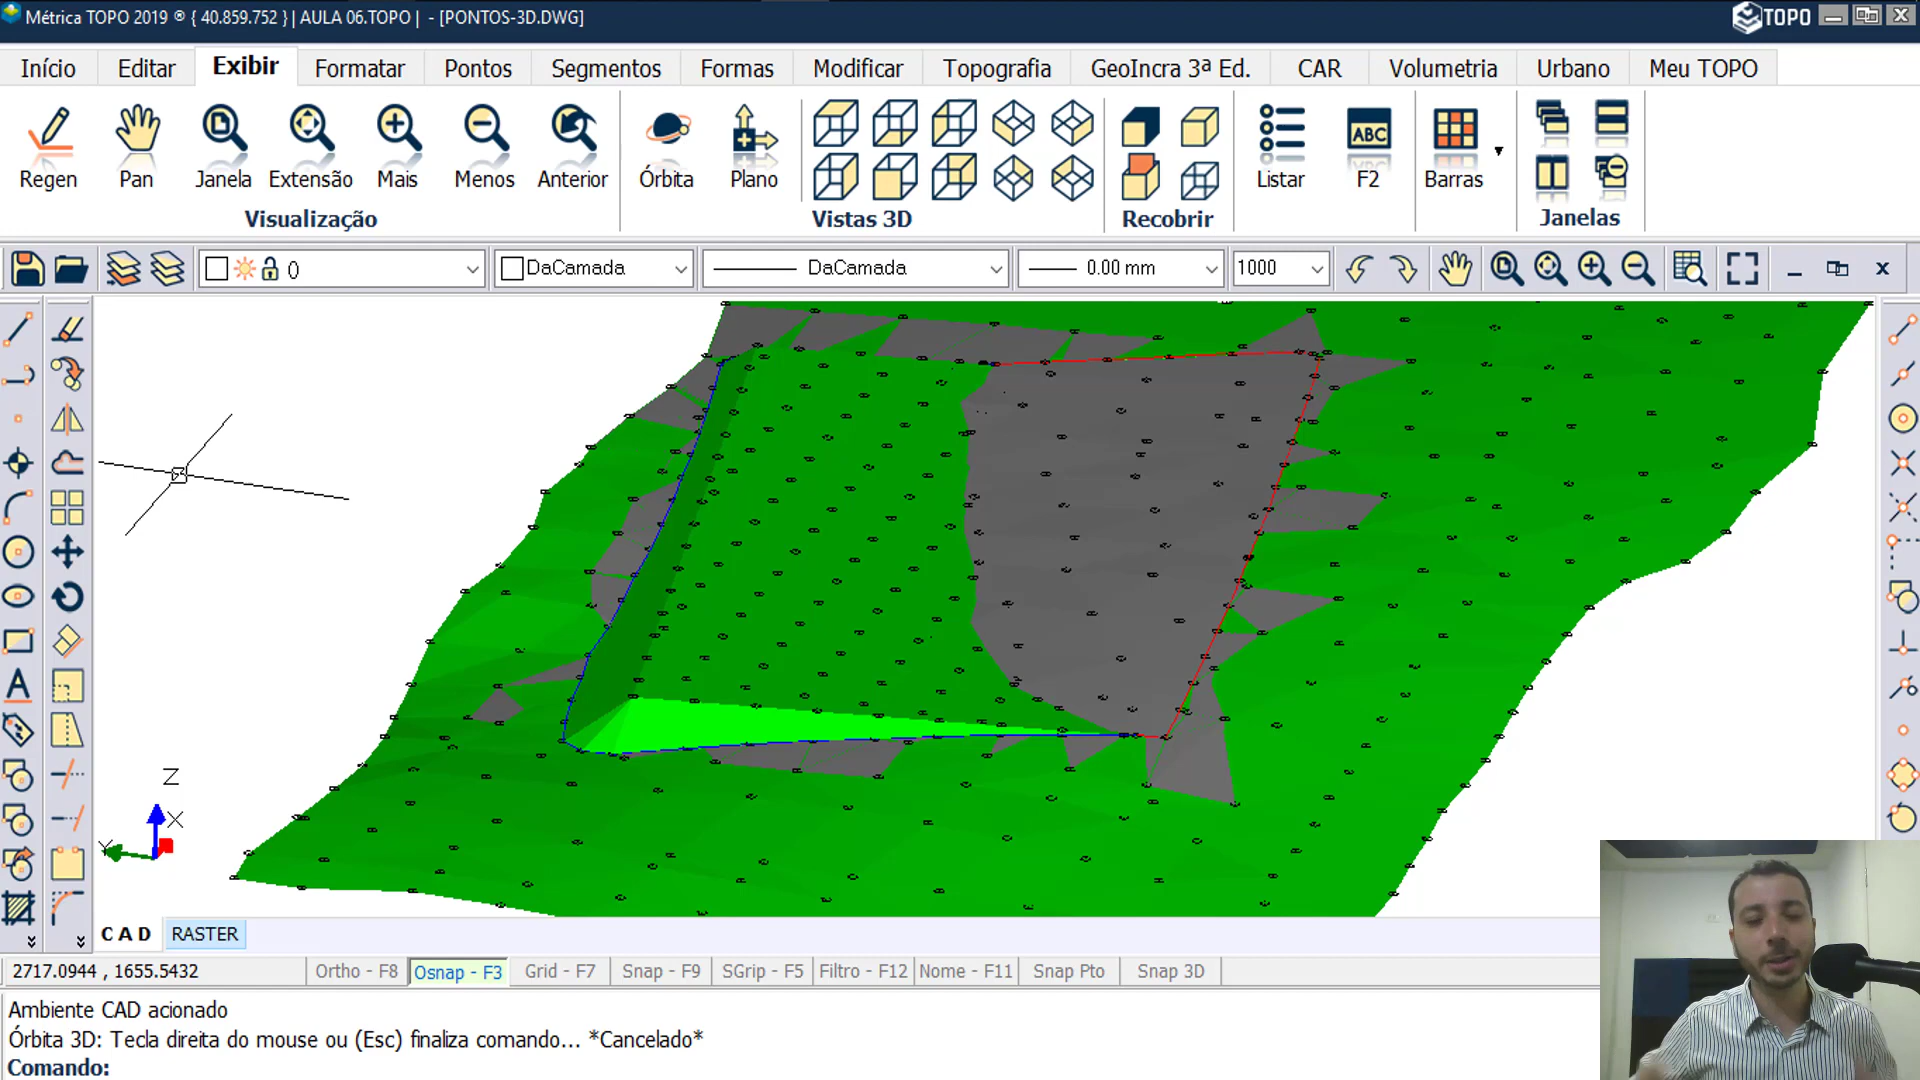 Métrica TOPO 2019 ® { 40.859.752 } | AULA 06.TOPO | - [PONTOS-3D.DWG]
TOPO
Início Editar Exibir Formatar Pontos Segmentos Formas Modificar Topografia GeoIncra 3ª Ed. CAR Volumetria Urbano Meu TOPO
ABC
Regen Pan Janela Extensão Mais Menos Anterior Órbita Plano Listar F2 Barras
Visualização Vistas 3D Recobrir Janelas
0 DaCamada DaCamada 0.00 mm 1000
Z
X
Y
CAD RASTER
2717.0944 , 1655.5432 Ortho - F8 Osnap - F3 Grid - F7 Snap - F9 SGrip - F5 Filtro - F12 Nome - F11 Snap Pto Snap 3D
Ambiente CAD acionado
Órbita 3D: Tecla direita do mouse ou (Esc) finaliza comando... *Cancelado*
Comando: